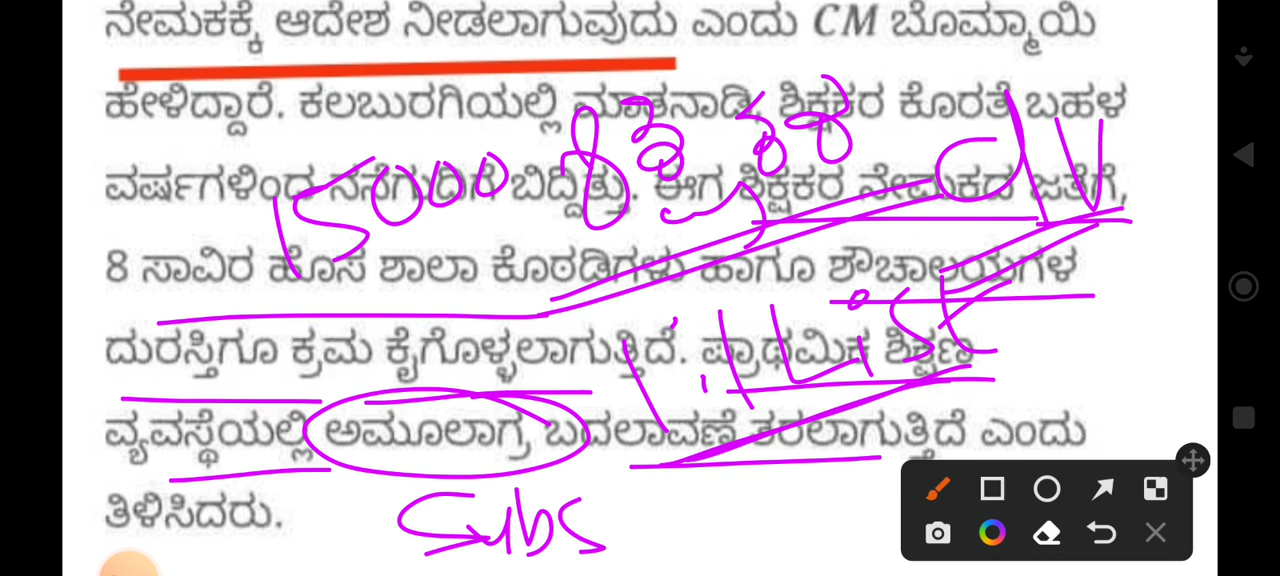 ನೇಮಕಕ್ಕೆ ಆದೇಶ ನೀಡಲಾಗುವುದು ಎಂದು CM ಬೊಮ್ಮಾಯಿ
ಹೇಳಿದ್ದಾರೆ. ಕಲಬುರಗಿಯಲ್ಲಿ ಮಾತನಾಡಿ, ಶಿಕ್ಷಕರ ಕೊರತೆ ಬಹಳ
ವರ್ಷಗಳಿಂದ ನೆನೆಗುದಿಗೆ ಬಿದ್ದಿತ್ತು. ಈಗ ಶಿಕ್ಷಕರ ನೇಮಕದ ಜತೆಗೆ,
15000
8 ಸಾವಿರ ಹೊಸ ಶಾಲಾ ಕೊಠಡಿಗಳು ಹಾಗೂ ಶೌಚಾಲಯಗಳ
ದುರಸ್ತಿಗೂ ಕ್ರಮ ಕೈಗೊಳ್ಳಲಾಗುತ್ತಿದೆ. ಪ್ರಾಥಮಿಕ ಶಿಕ್ಷಣ
ವ್ಯವಸ್ಥೆಯಲ್ಲಿ ಅಮೂಲಾಗ್ರ ಬದಲಾವಣೆ ತರಲಾಗುತ್ತಿದೆ ಎಂದು
ತಿಳಿಸಿದರು.